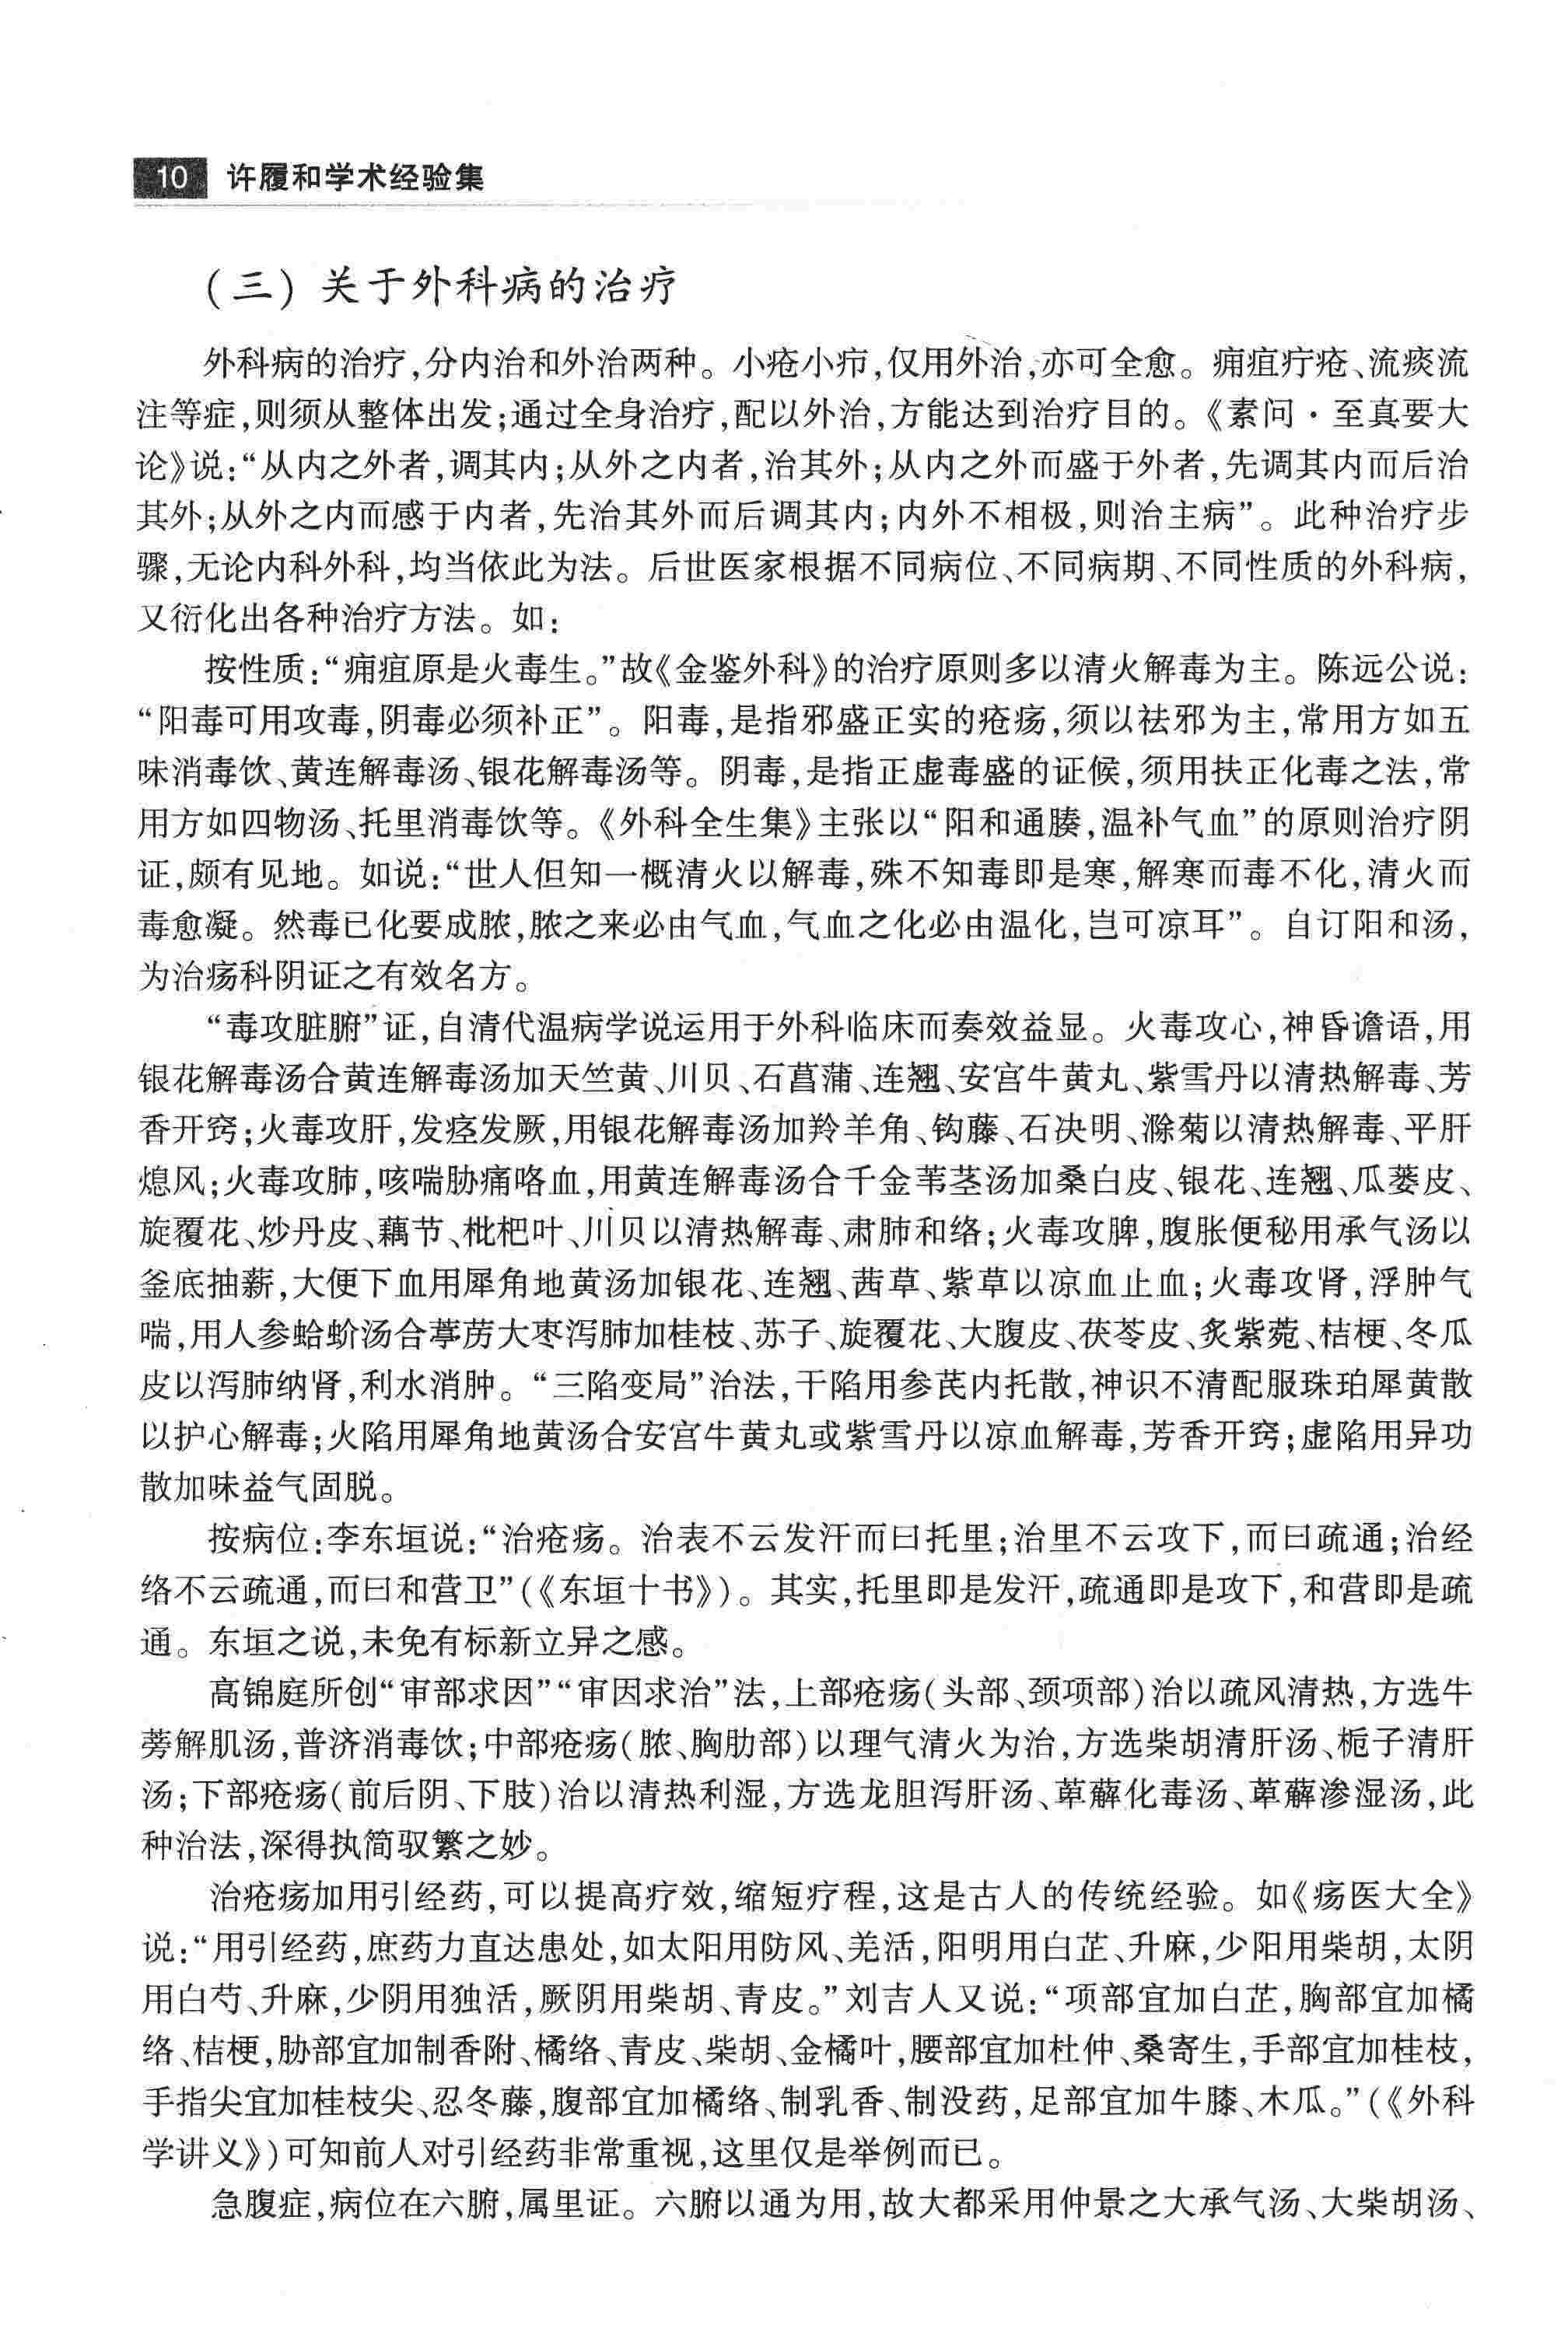 10 许履和学术经验集
(三) 关于外科病的治疗
外科病的治疗,分内治和外治两种。小疮小疖,仅用外治,亦可全愈。痈疽疔疮、流痰流
注等症,则须从整体出发;通过全身治疗,配以外治,方能达到治疗目的。《素问·至真要大
论》说:“从内之外者,调其内;从外之内者,治其外;从内之外而盛于外者,先调其内而后治
其外;从外之内而感于内者,先治其外而后调其内;内外不相极,则治主病”。此种治疗步
骤,无论内科外科,均当依此为法。后世医家根据不同病位、不同病期、不同性质的外科病,
又衍化出各种治疗方法。如:
按性质:“痈疽原是火毒生。”故《金鉴外科》的治疗原则多以清火解毒为主。陈远公说:
“阳毒可用攻毒,阴毒必须补正”。阳毒,是指邪盛正实的疮疡,须以祛邪为主,常用方如五
味消毒饮、黄连解毒汤、银花解毒汤等。阴毒,是指正虚毒盛的证候,须用扶正化毒之法,常
用方如四物汤、托里消毒饮等。《外科全生集》主张以“阳和通腠,温补气血”的原则治疗阴
证,颇有见地。如说:“世人但知一概清火以解毒,殊不知毒即是寒,解寒而毒不化,清火而
毒愈凝。然毒已化要成脓,脓之来必由气血,气血之化必由温化,岂可凉耳”。自订阳和汤,
为治疡科阴证之有效名方。
“毒攻脏腑”证,自清代温病学说运用于外科临床而奏效益显。火毒攻心,神昏谵语,用
银花解毒汤合黄连解毒汤加天竺黄、川贝、石菖蒲、连翘、安宫牛黄丸、紫雪丹以清热解毒、芳
香开窍;火毒攻肝,发痉发厥,用银花解毒汤加羚羊角、钩藤、石决明、滁菊以清热解毒、平肝
熄风;火毒攻肺,咳喘胁痛咯血,用黄连解毒汤合千金苇茎汤加桑白皮、银花、连翘、瓜蒌皮、
旋覆花、炒丹皮、藕节、枇杷叶、川贝以清热解毒、肃肺和络;火毒攻脾,腹胀便秘用承气汤以
釜底抽薪,大便下血用犀角地黄汤加银花、连翘、茜草、紫草以凉血止血;火毒攻肾,浮肿气
喘,用人参蛤蚧汤合葶苈大枣泻肺加桂枝、苏子、旋覆花、大腹皮、茯苓皮、炙紫菀、桔梗、冬瓜
皮以泻肺纳肾,利水消肿。“三陷变局”治法,干陷用参芪内托散,神识不清配服珠珀犀黄散
以护心解毒;火陷用犀角地黄汤合安宫牛黄丸或紫雪丹以凉血解毒,芳香开窍;虚陷用异功
散加味益气固脱。
按病位:李东垣说:“治疮疡。治表不云发汗而曰托里;治里不云攻下,而曰疏通;治经
络不云疏通,而曰和营卫”(《东垣十书》)。其实,托里即是发汗,疏通即是攻下,和营即是疏
通。东垣之说,未免有标新立异之感。
高锦庭所创“审部求因”“审因求治”法,上部疮疡(头部、颈项部)治以疏风清热,方选牛
蒡解肌汤,普济消毒饮;中部疮疡(脓、胸肋部)以理气清火为治,方选柴胡清肝汤、栀子清肝
汤;下部疮疡(前后阴、下肢)治以清热利湿,方选龙胆泻肝汤、萆薢化毒汤、萆薢渗湿汤,此
种治法,深得执简驭繁之妙。
治疮疡加用引经药,可以提高疗效,缩短疗程,这是古人的传统经验。如《疡医大全》
说:“用引经药,庶药力直达患处,如太阳用防风、羌活,阳明用白芷、升麻,少阳用柴胡,太阴
用白芍、升麻,少阴用独活,厥阴用柴胡、青皮。”刘吉人又说:“项部宜加白芷,胸部宜加橘
络、桔梗,胁部宜加制香附、橘络、青皮、柴胡、金橘叶,腰部宜加杜仲、桑寄生,手部宜加桂枝,
手指尖宜加桂枝尖、忍冬藤,腹部宜加橘络、制乳香、制没药,足部宜加牛膝、木瓜。”(《外科
学讲义》)可知前人对引经药非常重视,这里仅是举例而已。
急腹症,病位在六腑,属里证。六腑以通为用,故大都采用仲景之大承气汤、大柴胡汤、